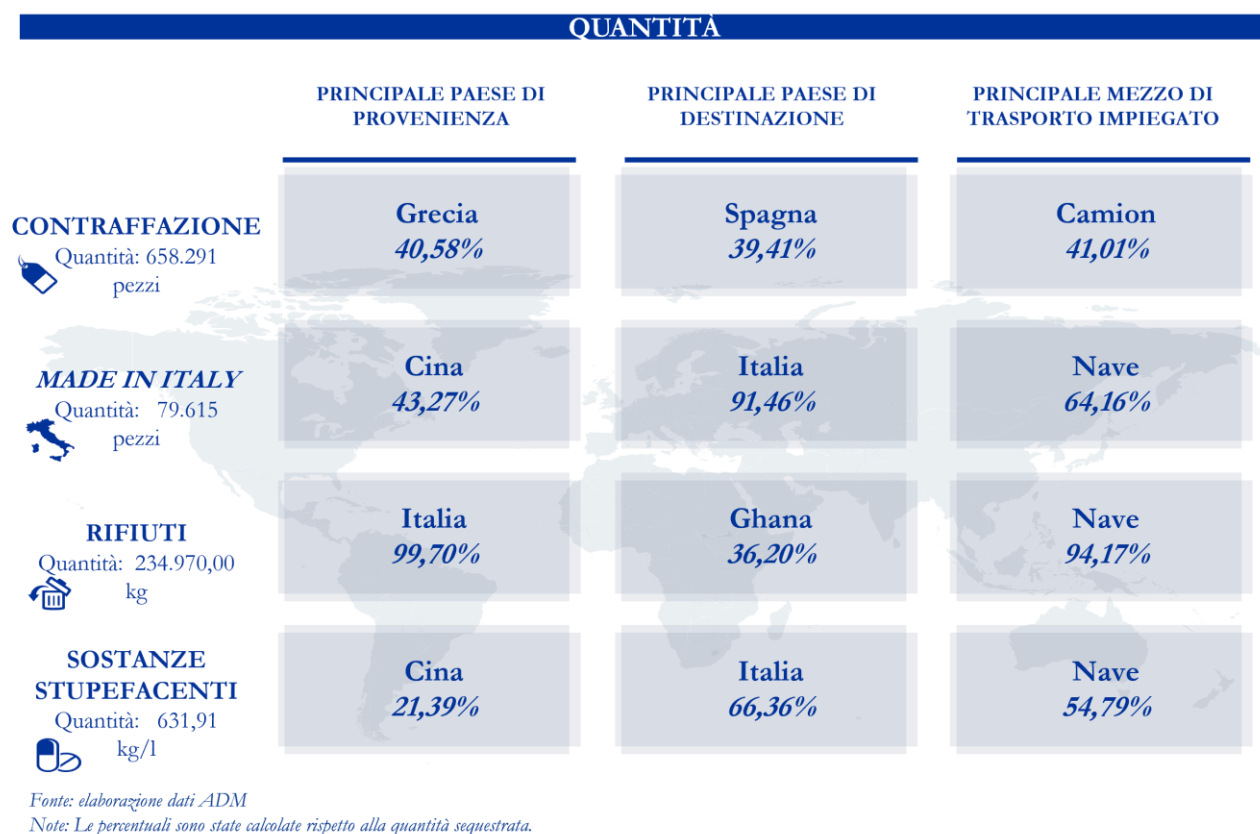 QUANTITÀ
PRINCIPALE PAESE DI
PROVENIENZA
PRINCIPALE PAESE DI
DESTINAZIONE
PRINCIPALE MEZZO DI
TRASPORTO IMPIEGATO
CONTRAFFAZIONE
Quantità: 658.291
pezzi
Grecia
40,58%
Spagna
39,41%
Camion
41,01%
MADE IN ITALY
Quantità: 79.615
pezzi
Cina
43,27%
Italia
91,46%
Nave
64,16%
RIFIUTI
Quantità: 234.970,00
kg
Italia
99,70%
Ghana
36,20%
Nave
94,17%
SOSTANZE
STUPEFACENTI
Quantità: 631,91
kg/l
Cina
21,39%
Italia
66,36%
Nave
54,79%
Fonte: elaborazione dati ADM
Note: Le percentuali sono state calcolate rispetto alla quantità sequestrata.